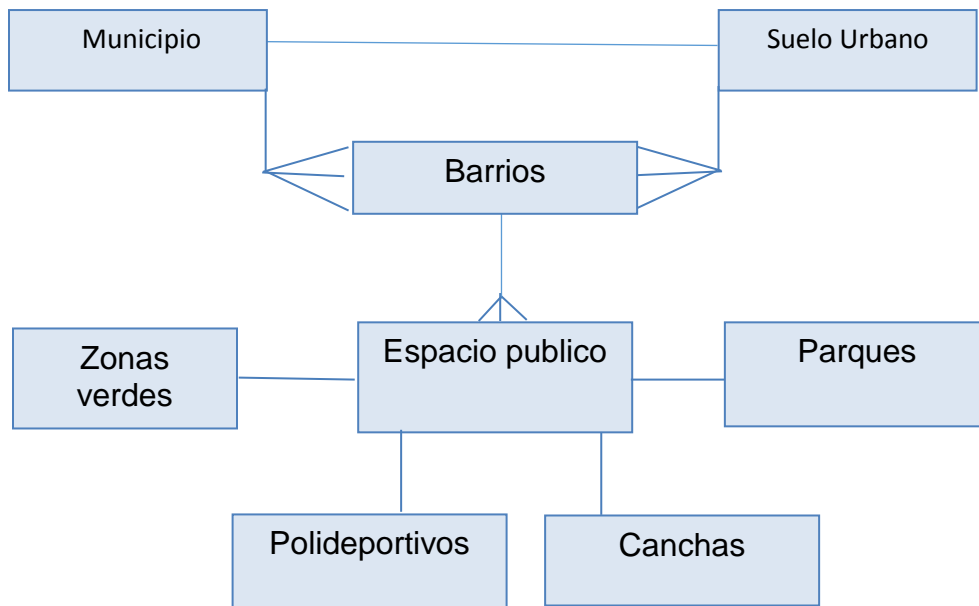 Municipio
Suelo Urbano
Barrios
Zonas
verdes
Espacio publico
Parques
Polideportivos
Canchas